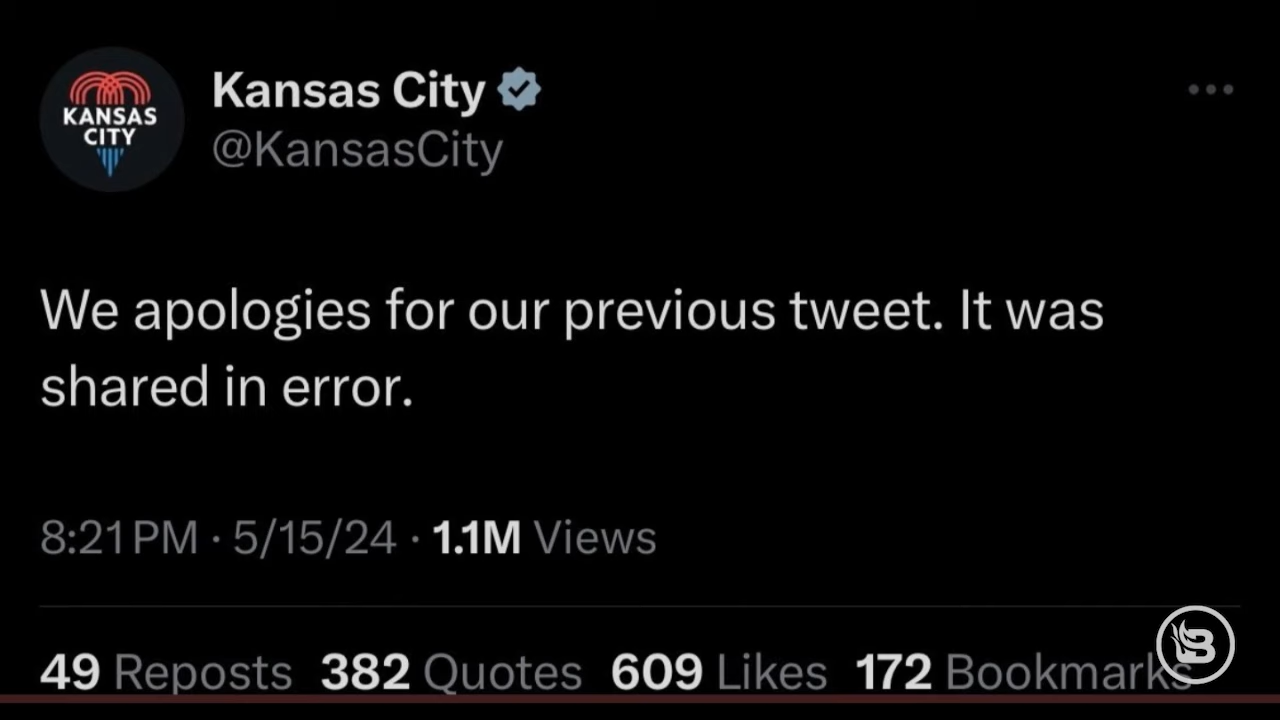 KANSAS
CITY
Kansas City
@KansasCity
We apologies for our previous tweet. It was
shared in error.
8:21 PM · 5/15/24 · 1.1M Views
49 Reposts 382 Quotes 609 Likes 172 Bookmarks
B